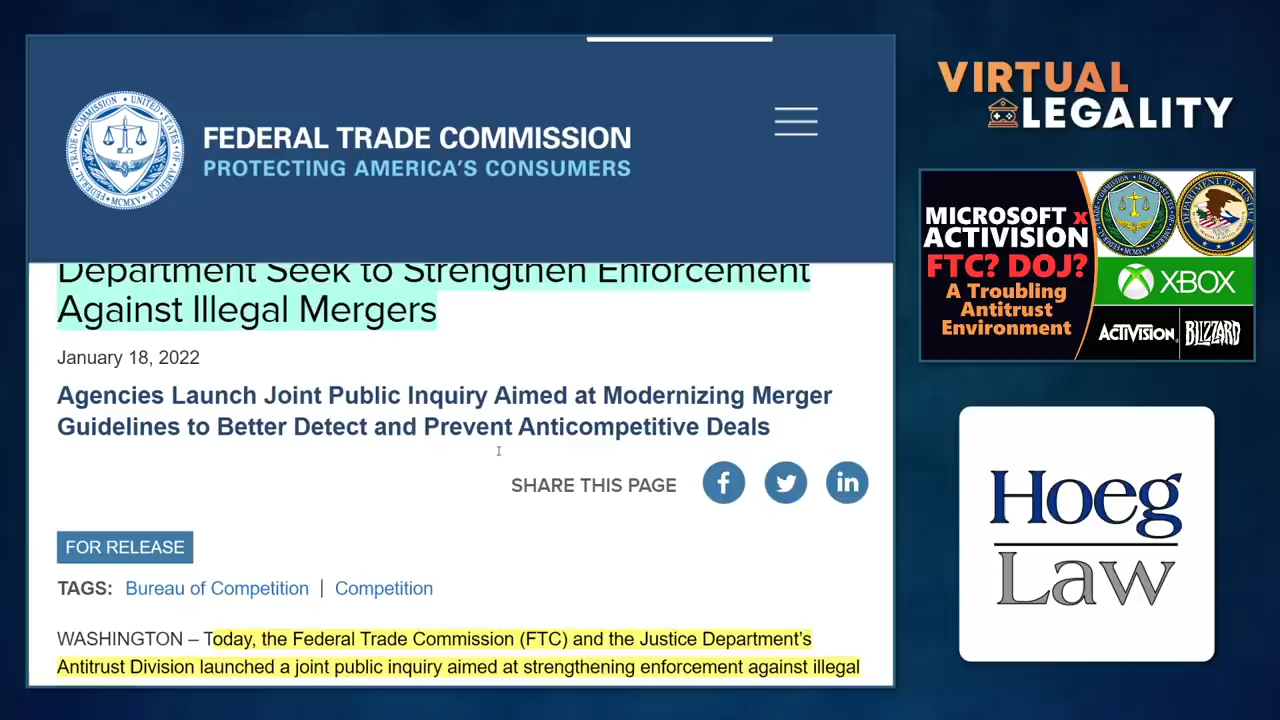 FEDERAL TRADE COMMISSION
PROTECTING AMERICA'S CONSUMERS
Department Seek to Strengthen Enforcement
Against Illegal Mergers
January 18, 2022
Agencies Launch Joint Public Inquiry Aimed at Modernizing Merger
Guidelines to Better Detect and Prevent Anticompetitive Deals
SHARE THIS PAGE
FOR RELEASE
TAGS: Bureau of Competition | Competition
WASHINGTON – Today, the Federal Trade Commission (FTC) and the Justice Department's
Antitrust Division launched a joint public inquiry aimed at strengthening enforcement against illegal
VIRTUAL
LEGALITY
MICROSOFT x
ACTIVISION
FTC? DOJ?
A Troubling
Antitrust
Environment
XBOX
ACTIVISION
BLIZZARD
Hoeg
Law